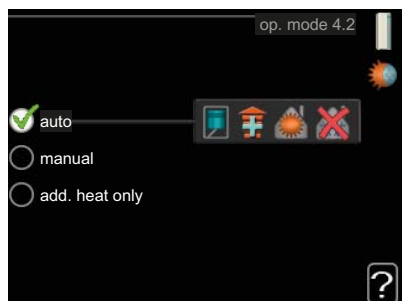 op. mode 4.2
auto
manual
add. heat only
?